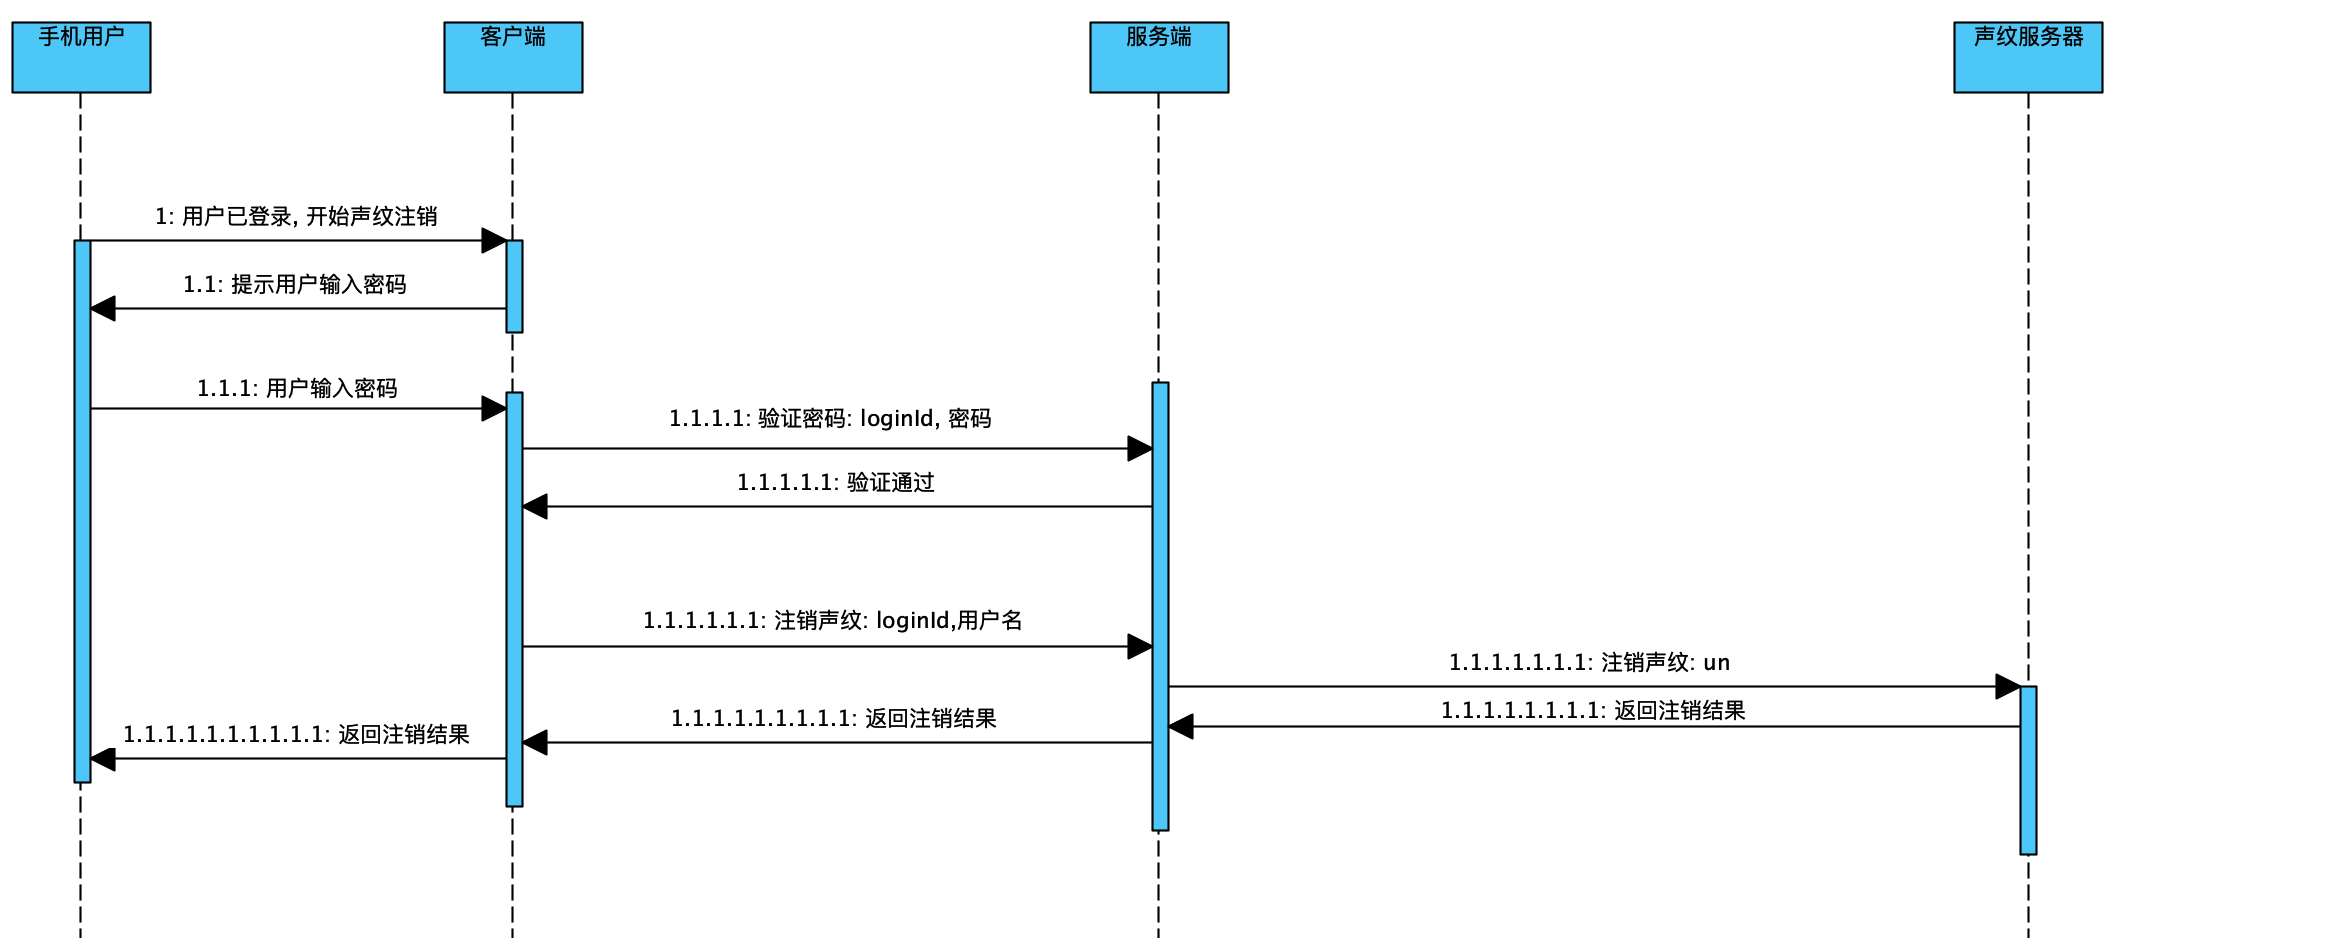 手机用户
客户端
服务端
声纹服务器
1: 用户已登录, 开始声纹注销
1.1: 提示用户输入密码
1.1.1: 用户输入密码
1.1.1.1: 验证密码: loginId, 密码
1.1.1.1.1: 验证通过
1.1.1.1.1.1: 注销声纹: loginId,用户名
1.1.1.1.1.1.1: 注销声纹: un
1.1.1.1.1.1.1.1: 返回注销结果
1.1.1.1.1.1.1.1.1: 返回注销结果
1.1.1.1.1.1.1.1.1.1: 返回注销结果